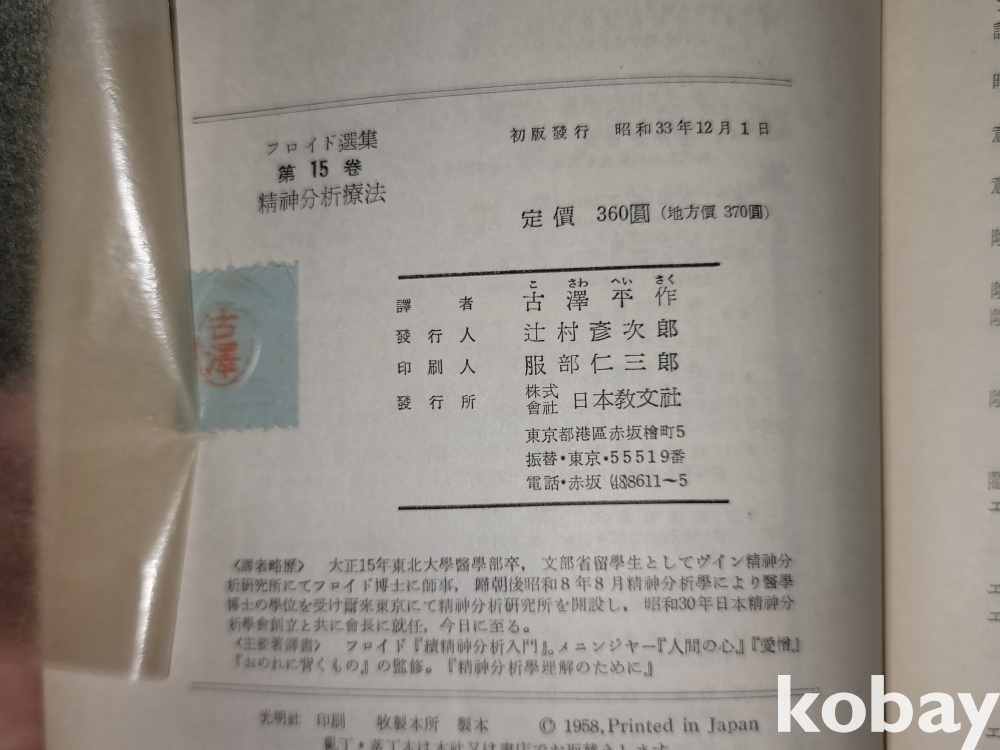 フロイド選集
第 15 卷
精神分析療法
初版發行 昭和33年12月1日
定價 360圓 (地方價 370圓)
こ さわ へい さく
譯者 古澤平作
發行人 辻村彥次郎
印刷人 服部仁三郎
發行所 株式會社 日本教文社
東京都港區赤坂檜町5
振替・東京・55519番
電話・赤坂 (48)8611〜5
古澤
〈譯者略歷〉 大正15年東北大學醫學部卒, 文部省留學生としてヴイン精神分
析研究所にてフロイド博士に師事, 歸朝後昭和8年8月精神分析學により醫學
博士の學位を受け爾來東京にて精神分析硏究所を開設し, 昭和30年日本精神分
析學會創立と共に會長に就任, 今日に至る。
〈主要著譯書〉 フロイド『續精神分析入門』。メニンジヤー『人間の心』『愛憎』
『おのれに背くもの』の監修。『精神分析學理解のために』
光明社 印刷 牧製本所 製本 © 1958, Printed in Japan
kobay